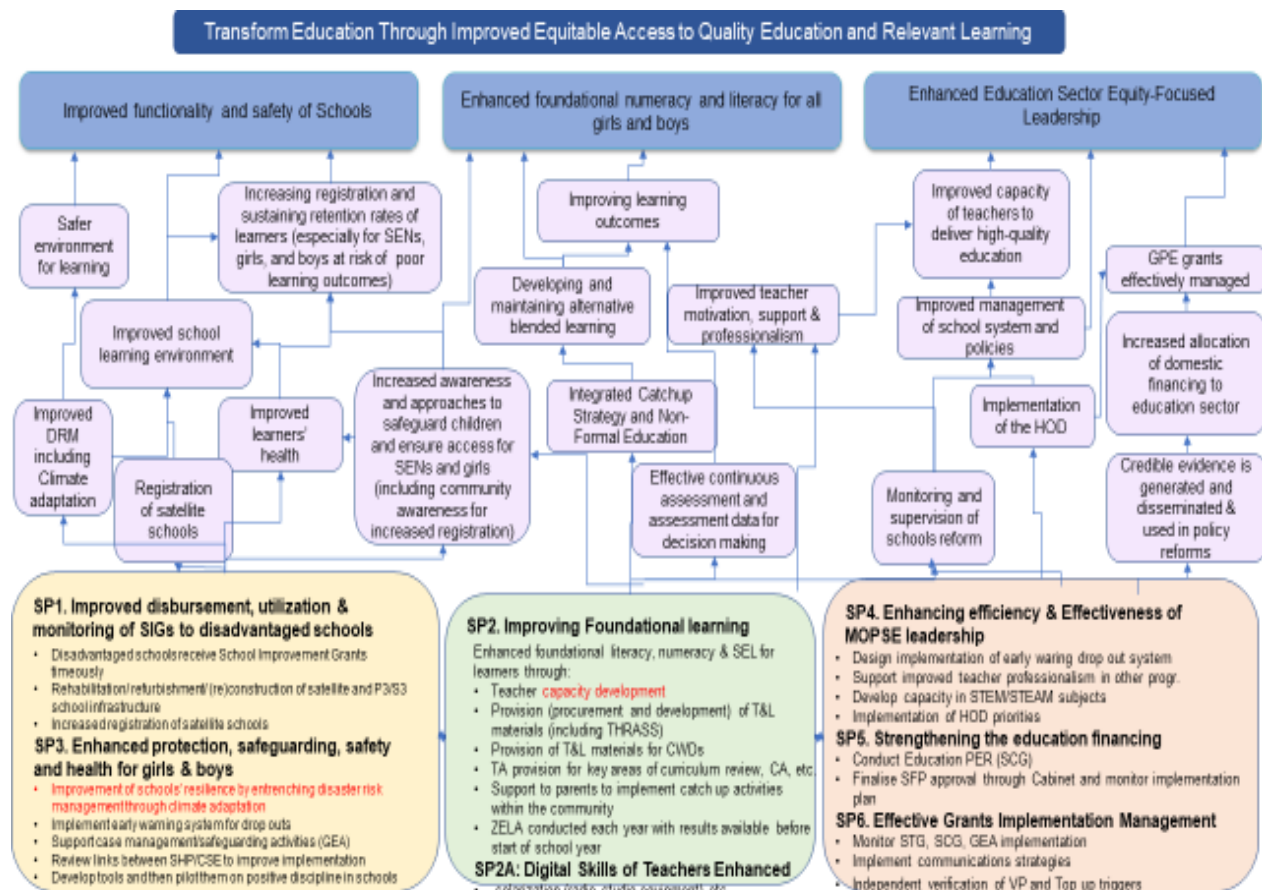 Transform Education Through Improved Equitable Access to Quality Education and Relevant Learning
Improved functionality and safety of Schools
Enhanced foundational numeracy and literacy for all
girls and boys
Enhanced Education Sector Equity-Focused
Leadership
Safer
environment
for learning
Increasing registration and
sustaining retention rates of
learners (especially for SENs,
girls, and boys at risk of poor
learning outcomes)
Improving learning
outcomes
Improved capacity
of teachers to
deliver high-quality
education
GPE grants
effectively managed
Improved school
learning environment
Developing and
maintaining alternative
blended learning
Improved teacher
motivation, support &
professionalism
Improved management
of school system and
policies
Increased allocation
of domestic
financing to
education sector
Improved
DRM
including
Climate
adaptation
Improved
learners'
health
Increased awareness
and approaches to
safeguard children
and ensure access for
SENs and girls
(including community
awareness for
increased registration)
Integrated Catchup
Strategy and Non-
Formal Education
Implementation
of the HOD
Registration
of satellite
schools
Effective continuous
assessment and
assessment data for
decision making
Monitoring and
supervision of
schools reform
Credible evidence is
generated and
disseminated &
used in policy
reforms
SP1. Improved disbursement, utilization &
monitoring of SIGs to disadvantaged schools
• Disadvantaged schools receive School Improvement Grants
timeously
• Rehabilitation/refurbishment/(re)construction of satellite and P3/S3
school infrastructure
• Increased registration of satellite schools
SP3. Enhanced protection, safeguarding, safety
and health for girls & boys
• Improvement of schools' resilience by entrenching disaster risk
management through climate adaptation
• Implement early warning system for drop outs
• Support case management/safeguarding activities (GEA)
• Review links between SHP/CSE to improve implementation
• Develop tools and then pilot them on positive discipline in schools
SP2. Improving Foundational learning
Enhanced foundational literacy, numeracy & SEL for
learners through:
• Teacher capacity development
• Provision (procurement and development) of T&L
materials (including THRASS)
• Provision of T&L materials for CWDs
• TA provision for key areas of curriculum review, CA, etc.
• Support to parents to implement catch up activities
within the community
• ZELA conducted each year with results available before
start of school year
SP2A: Digital Skills of Teachers Enhanced
SP4. Enhancing efficiency & Effectiveness of
MOPSE leadership
• Design implementation of early waring drop out system
• Support improved teacher professionalism in other progr.
• Develop capacity in STEM/STEAM subjects
• Implementation of HOD priorities
SP5. Strengthening the education financing
• Conduct Education PER (SCG)
• Finalise SFP approval through Cabinet and monitor implementation
plan
SP6. Effective Grants Implementation Management
• Monitor STG, SCG, GEA implementation
• Implement communications strategies
• Independent verification of VP and Top up triggers